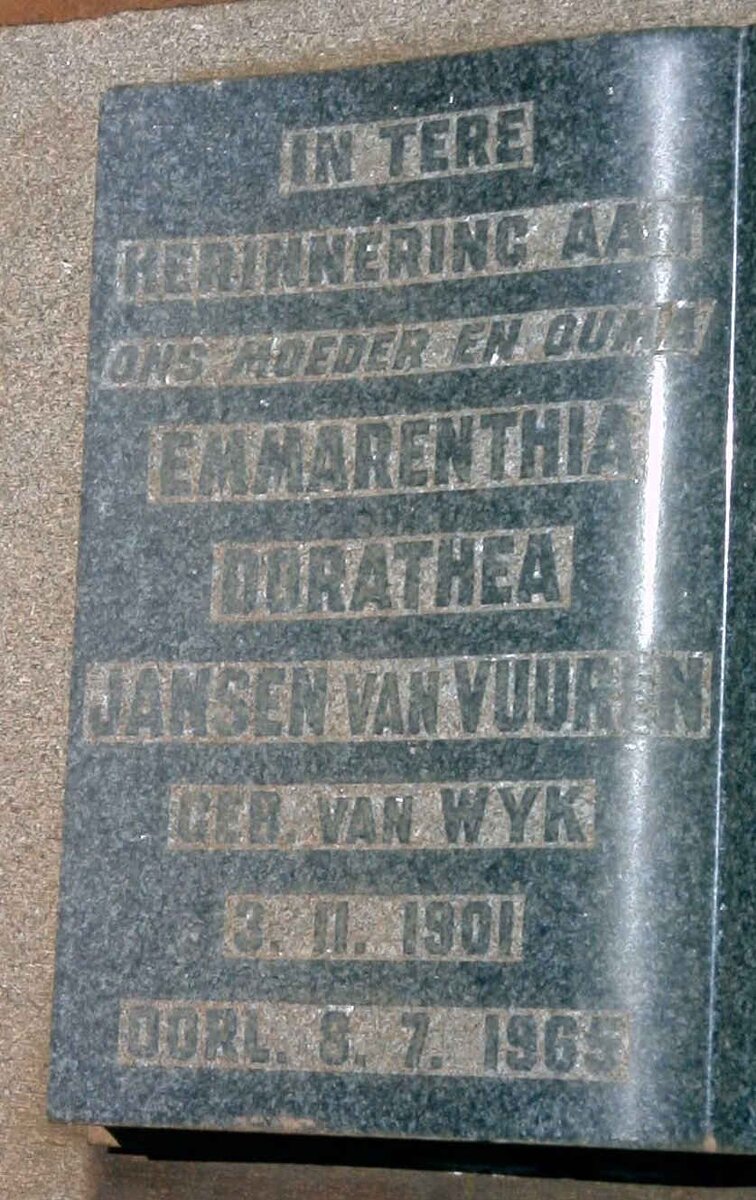 IN TERE
HERINNERING AAN
ONS MOEDER EN OUMA
EMMARENTHIA
DORATHEA
JANSEN VAN VUUREN
GEB. VAN WYK
3. 11. 1901
OORL. 8. 7. 1965